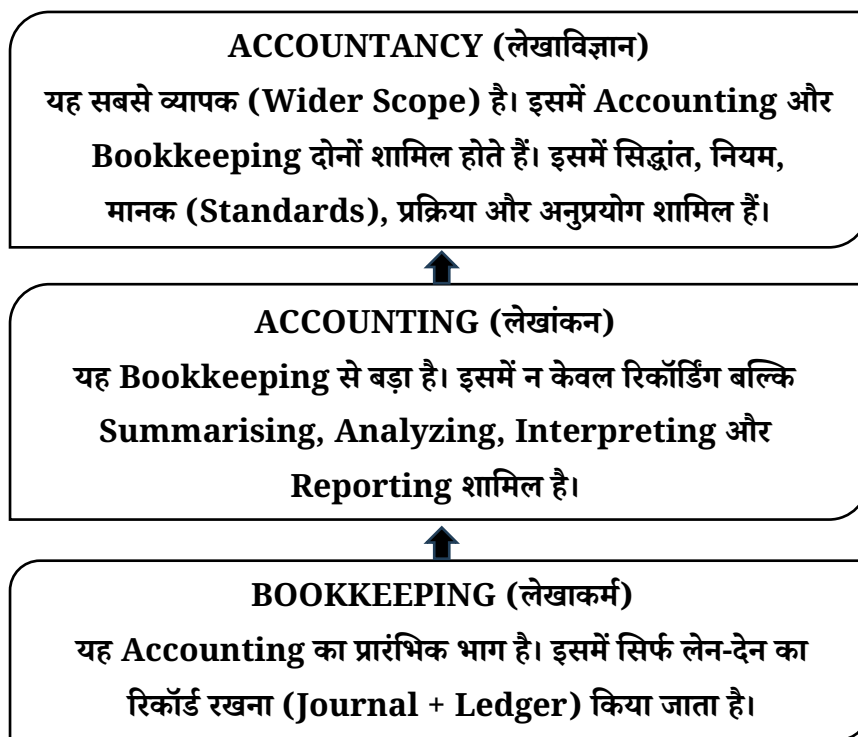 ACCOUNTANCY (लेखाविज्ञान)
यह सबसे व्यापक (Wider Scope) है। इसमें Accounting और
Bookkeeping दोनों शामिल होते हैं। इसमें सिद्धांत, नियम,
मानक (Standards), प्रक्रिया और अनुप्रयोग शामिल हैं।
ACCOUNTING (लेखांकन)
यह Bookkeeping से बड़ा है। इसमें न केवल रिकॉर्डिंग बल्कि
Summarising, Analyzing, Interpreting और
Reporting शामिल है।
BOOKKEEPING (लेखाकर्म)
यह Accounting का प्रारंभिक भाग है। इसमें सिर्फ लेन-देन का
रिकॉर्ड रखना (Journal + Ledger) किया जाता है।